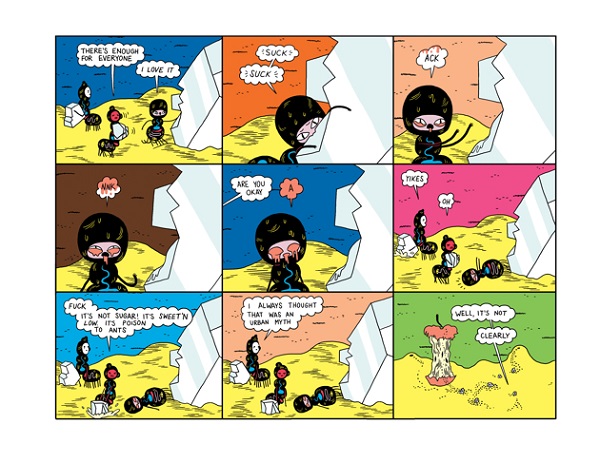 THERE'S ENOUGH
FOR EVERYONE
I LOVE IT
SUCK
SUCK
ACK
NNK
ARE YOU
OKAY
A
YIKES
OH
FUCK
IT'S NOT SUGAR! IT'S SWEET'N
LOW. IT'S POISON
TO ANTS
I ALWAYS THOUGHT
THAT WAS AN
URBAN MYTH
WELL, IT'S NOT
CLEARLY